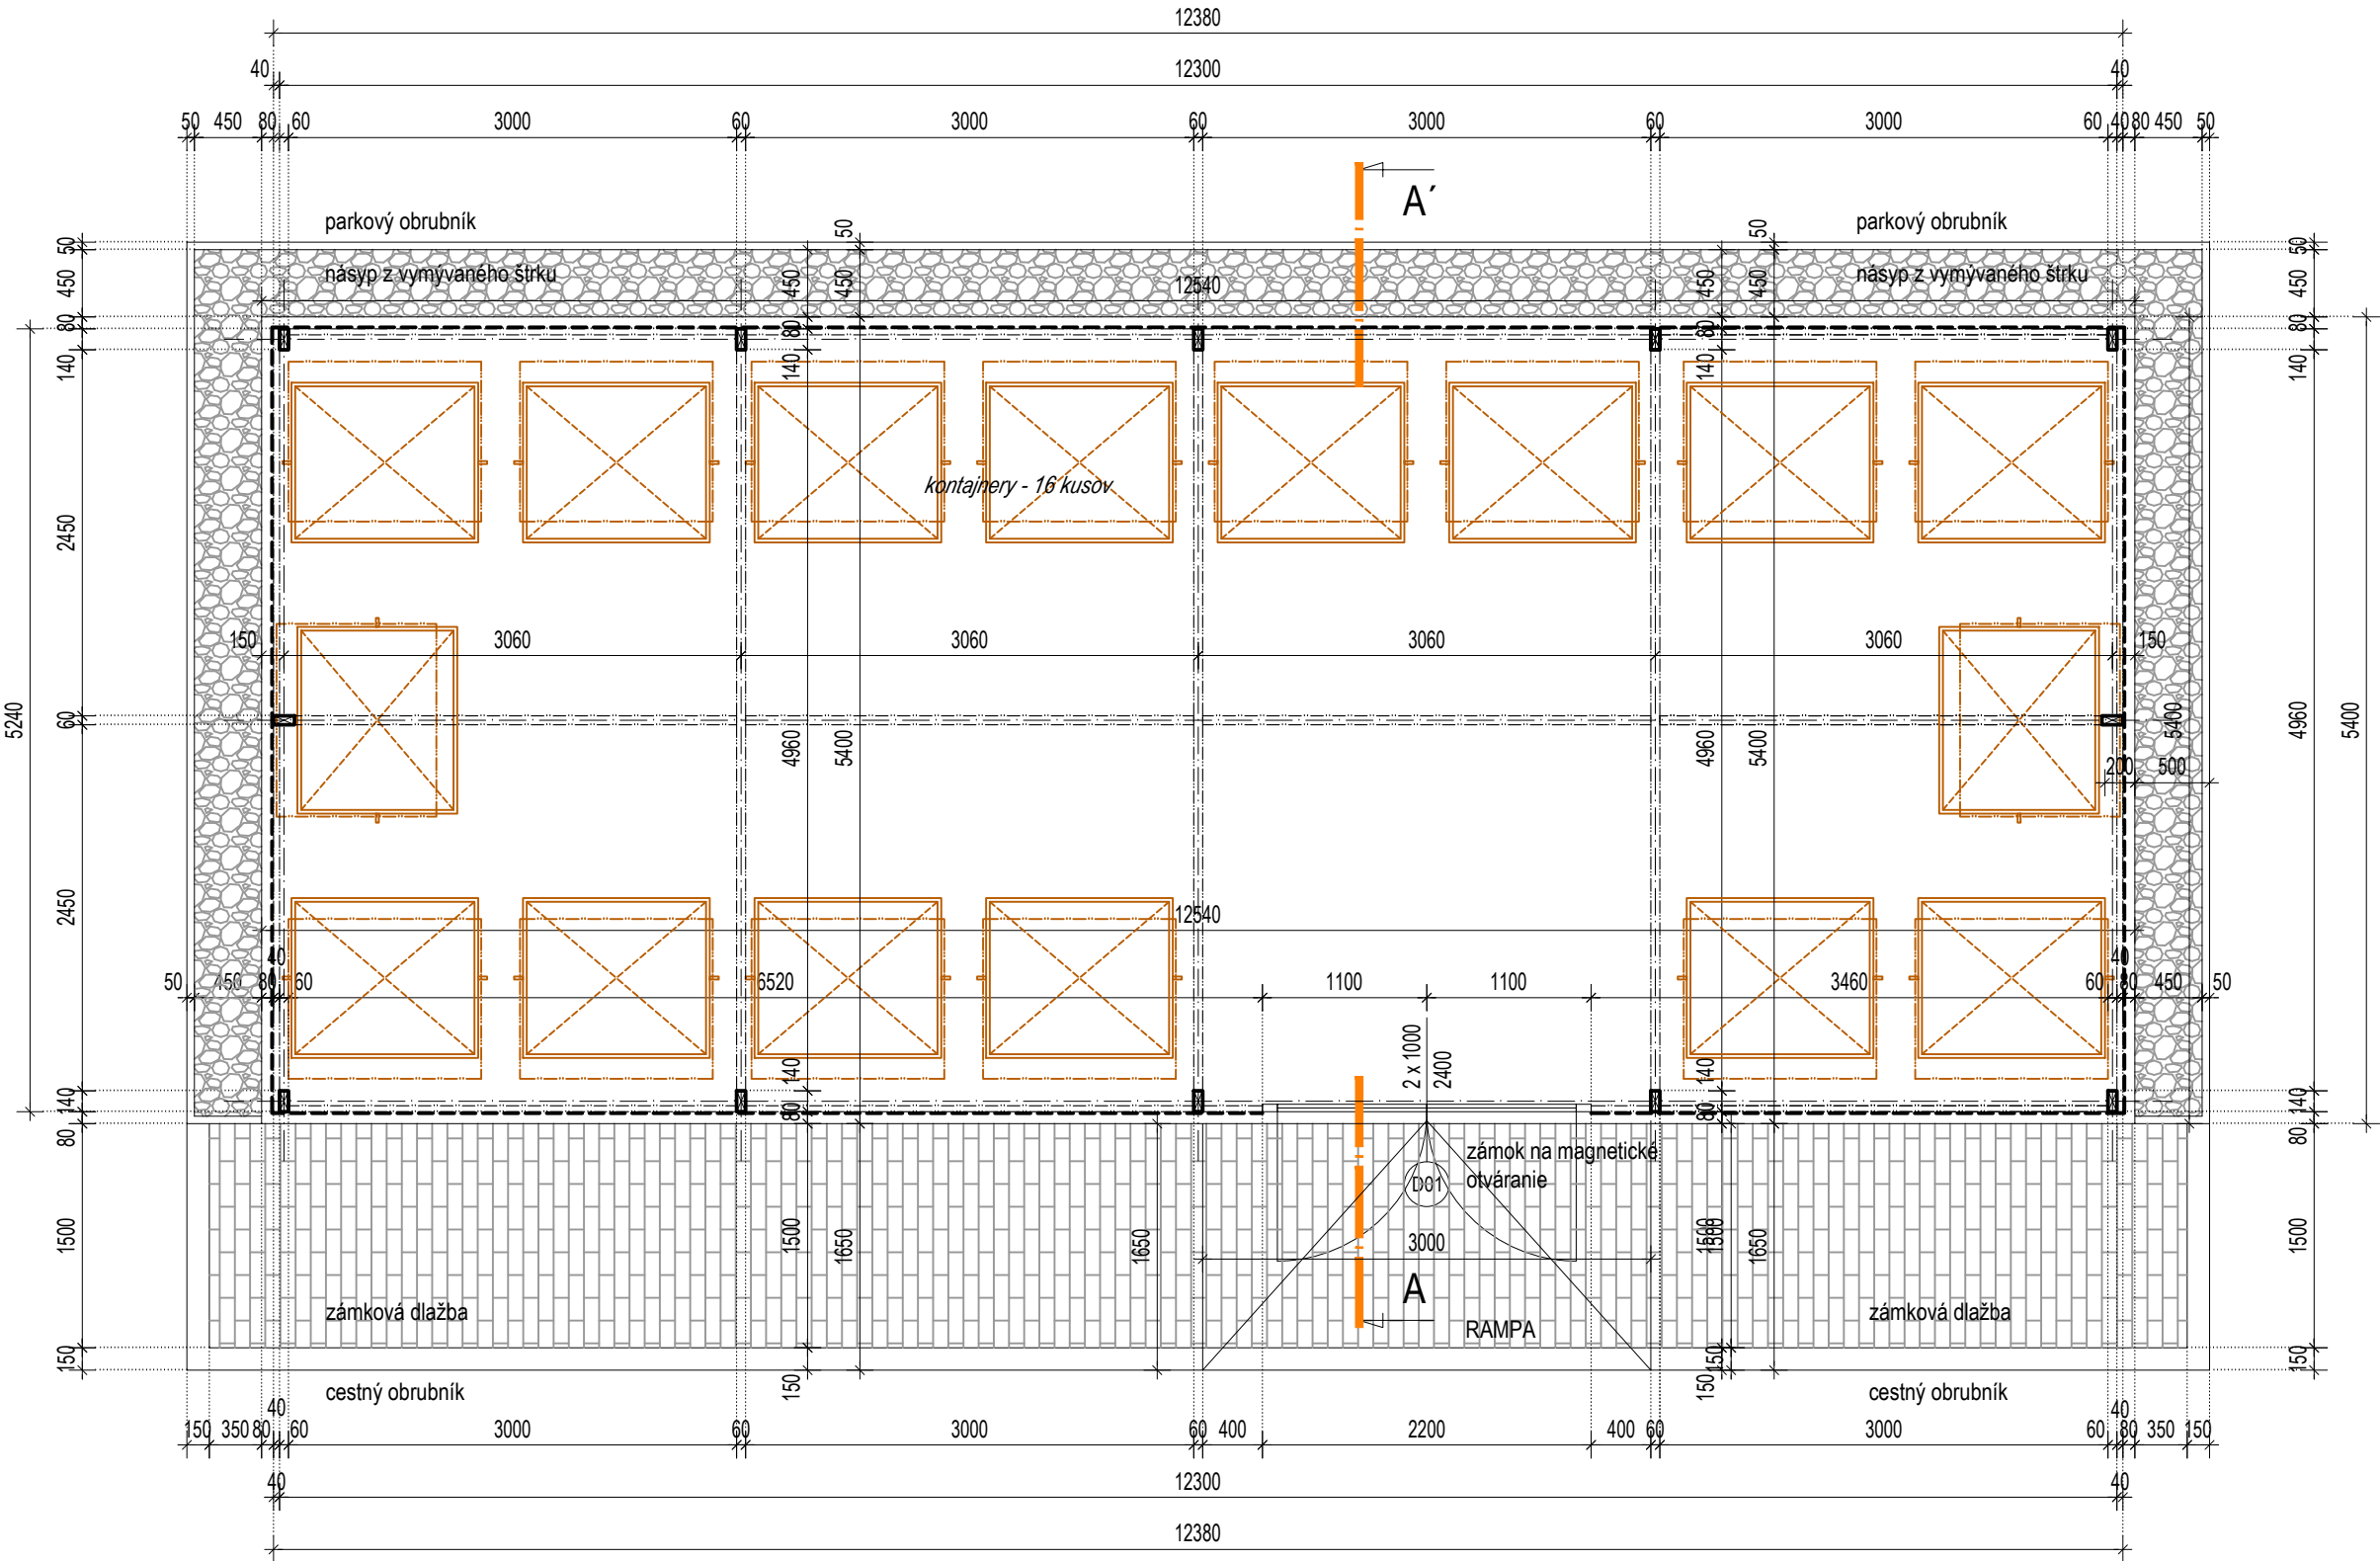 12380
40 12300 40
50 450 80 60 3000 60 3000 60 3000 60 3000 60 40 80 450 50
A´
parkový obrubník 50 50 parkový obrubník
50 50
násyp z vymývaného štrku násyp z vymývaného štrku
450 450 450 12540 450 450 450
80 80 80 80
140 140 140 140
kontajnery - 16 kusov
2450
150 3060 3060 3060 3060 150
5240 60 4960 5400 4960 5400 5400 4960 5400
200 500
2450
12540
40 40
50 450 80 60 6520 1100 1100 3460 60 80 450 50
2 x 1000
2400
140 140 140 140
80 80 80 80
zámok na magnetické
otváranie
D01
1500 1500 1650 1650 3000 1500 1500 1650 1500
A
RAMPA
zámková dlažba zámková dlažba
150 150 150 150 150
cestný obrubník cestný obrubník
40 40
150 350 80 60 3000 60 3000 60 400 2200 400 60 3000 60 80 350 150
40 12300 40
12380